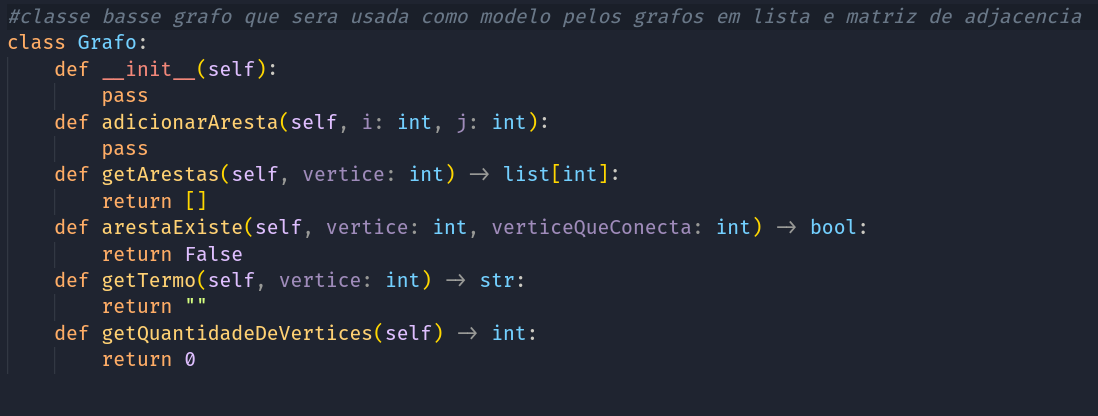 #classe basse grafo que sera usada como modelo pelos grafos em lista e matriz de adjacencia
class Grafo:
    def __init__(self):
        pass
    def adicionarAresta(self, i: int, j: int):
        pass
    def getArestas(self, vertice: int) -> list[int]:
        return []
    def arestaExiste(self, vertice: int, verticeQueConecta: int) -> bool:
        return False
    def getTermo(self, vertice: int) -> str:
        return ""
    def getQuantidadeDeVertices(self) -> int:
        return 0